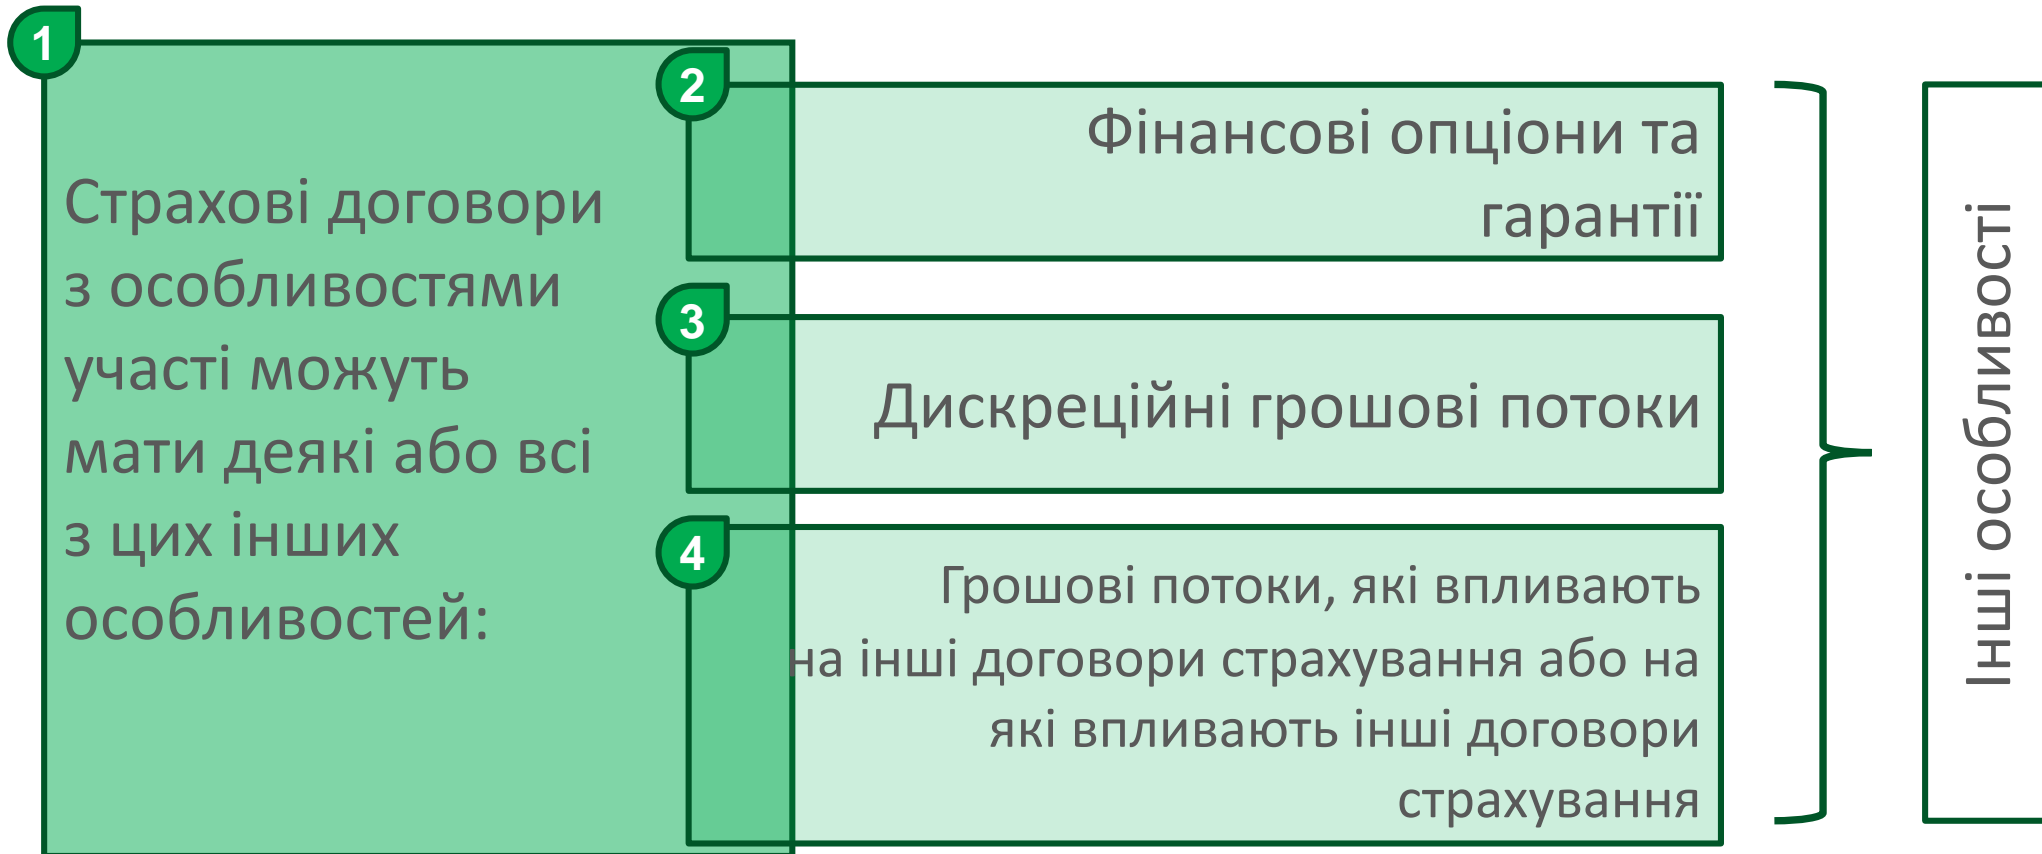 1
Страхові договори
з особливостями
участі можуть
мати деякі або всі
з цих інших
особливостей:
2
Фінансові опціони та
гарантії
3
Дискреційні грошові потоки
4
Грошові потоки, які впливають
на інші договори страхування або на
які впливають інші договори
страхування
Інші особливості